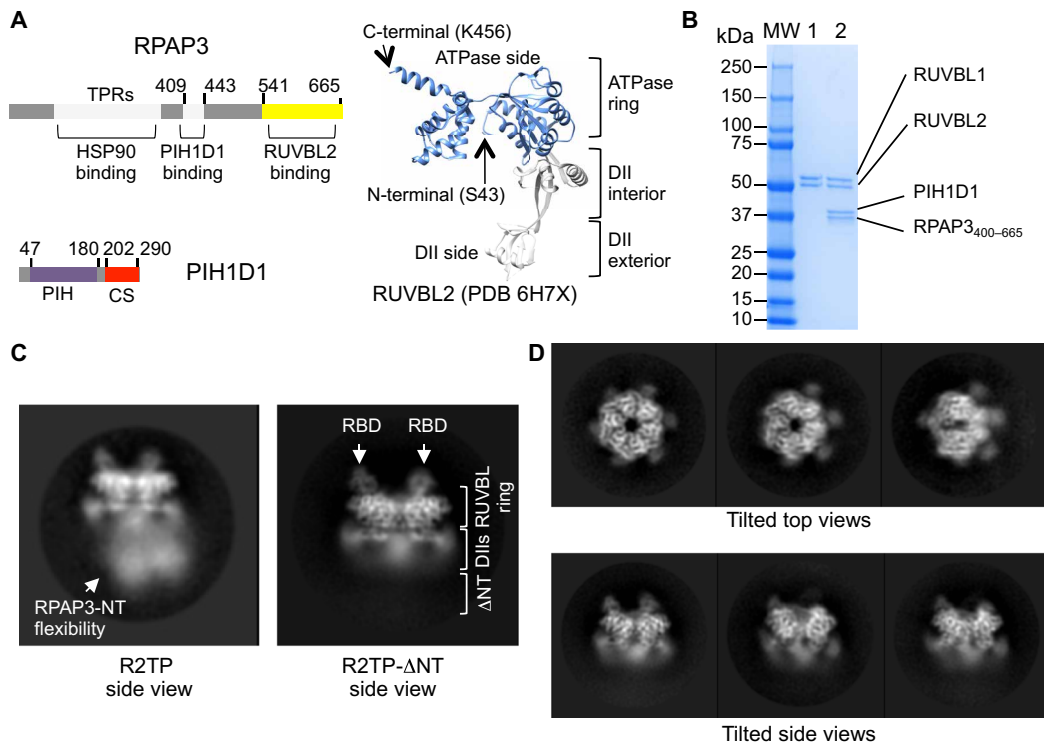 A
RPAP3
409 443 541 665
TPRs
HSP90 binding
PIH1D1 binding
RUVBL2 binding
47 180 202 290
PIH1D1
PIH CS
C-terminal (K456)
ATPase side
ATPase ring
N-terminal (S43)
DII interior
DII side
DII exterior
RUVBL2 (PDB 6H7X)
B
kDa MW 1 2
250
150
100
75
50
37
25
20
15
10
RUVBL1
RUVBL2
PIH1D1
RPAP3400–665
C
RPAP3-NT
flexibility
R2TP
side view
RBD RBD
RUVBL ring
DIIs
ΔNT
R2TP-ΔNT
side view
D
Tilted top views
Tilted side views